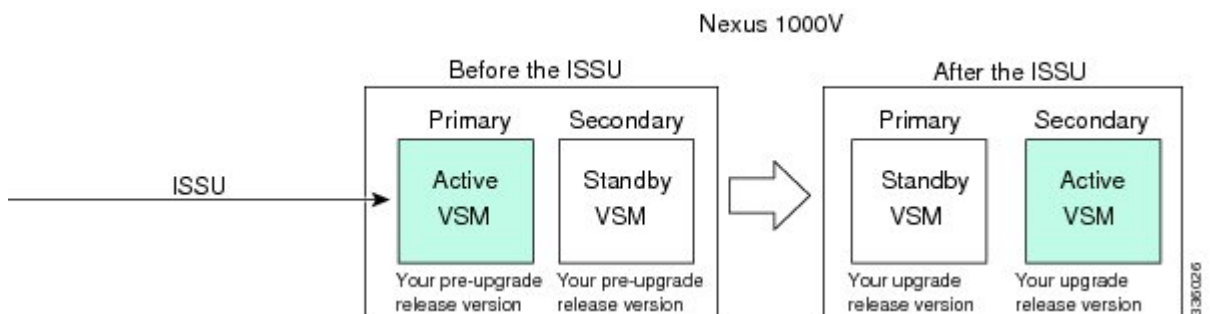 Nexus 1000V
Before the ISSU
After the ISSU
Primary
Secondary
Primary
Secondary
ISSU
Active
VSM
Standby
VSM
Standby
VSM
Active
VSM
Your pre-upgrade
release version
Your pre-upgrade
release version
Your upgrade
release version
Your upgrade
release version
336026